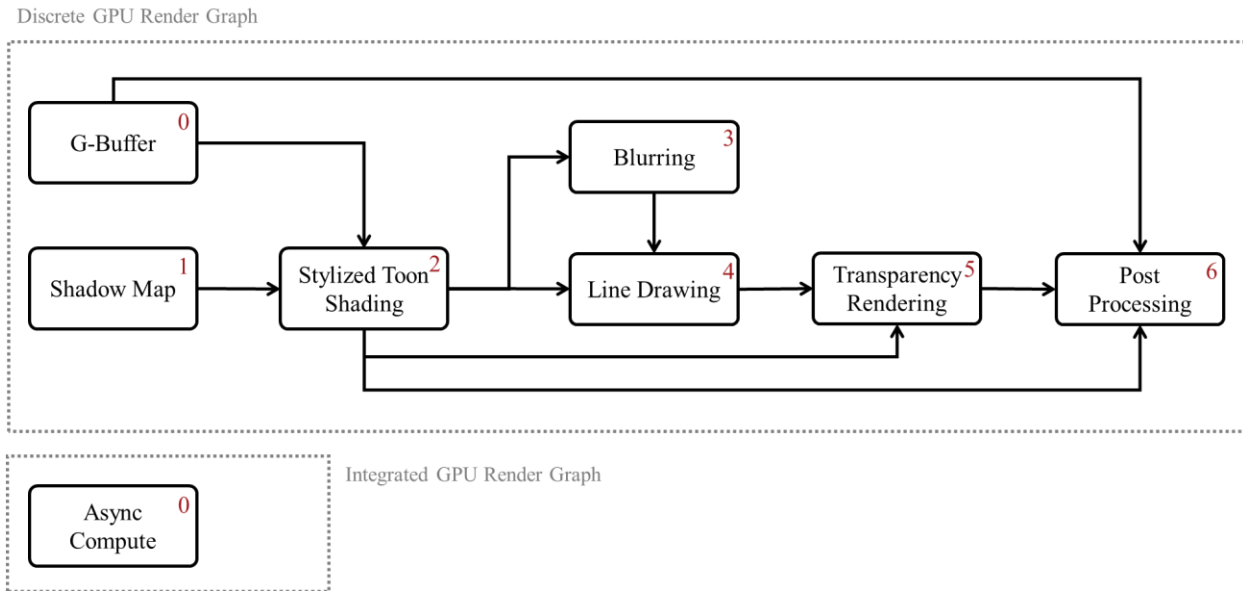 Discrete GPU Render Graph
G-Buffer
0
Blurring
3
Shadow Map
1
Stylized Toon
Shading
2
Line Drawing
4
Transparency
Rendering
5
Post
Processing
6
Integrated GPU Render Graph
Async
Compute
0